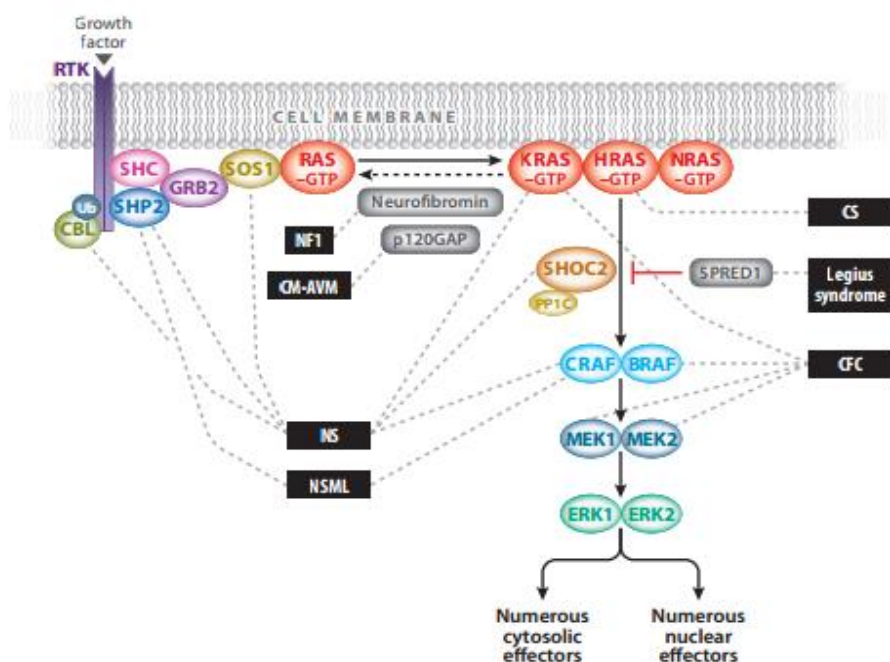 Growth
factor
RTK
CELL MEMBRANE
SHC
GRB2
SOS1
RAS
–GTP
KRAS
–GTP
HRAS
–GTP
NRAS
–GTP
Ub
SHP2
CBL
Neurofibromin
NF1
p120GAP
CM-AVM
CS
SHOC2
PP1C
SPRED1
Legius
syndrome
CRAF
BRAF
CFC
NS
MEK1
MEK2
NSML
ERK1
ERK2
Numerous
cytosolic
effectors
Numerous
nuclear
effectors